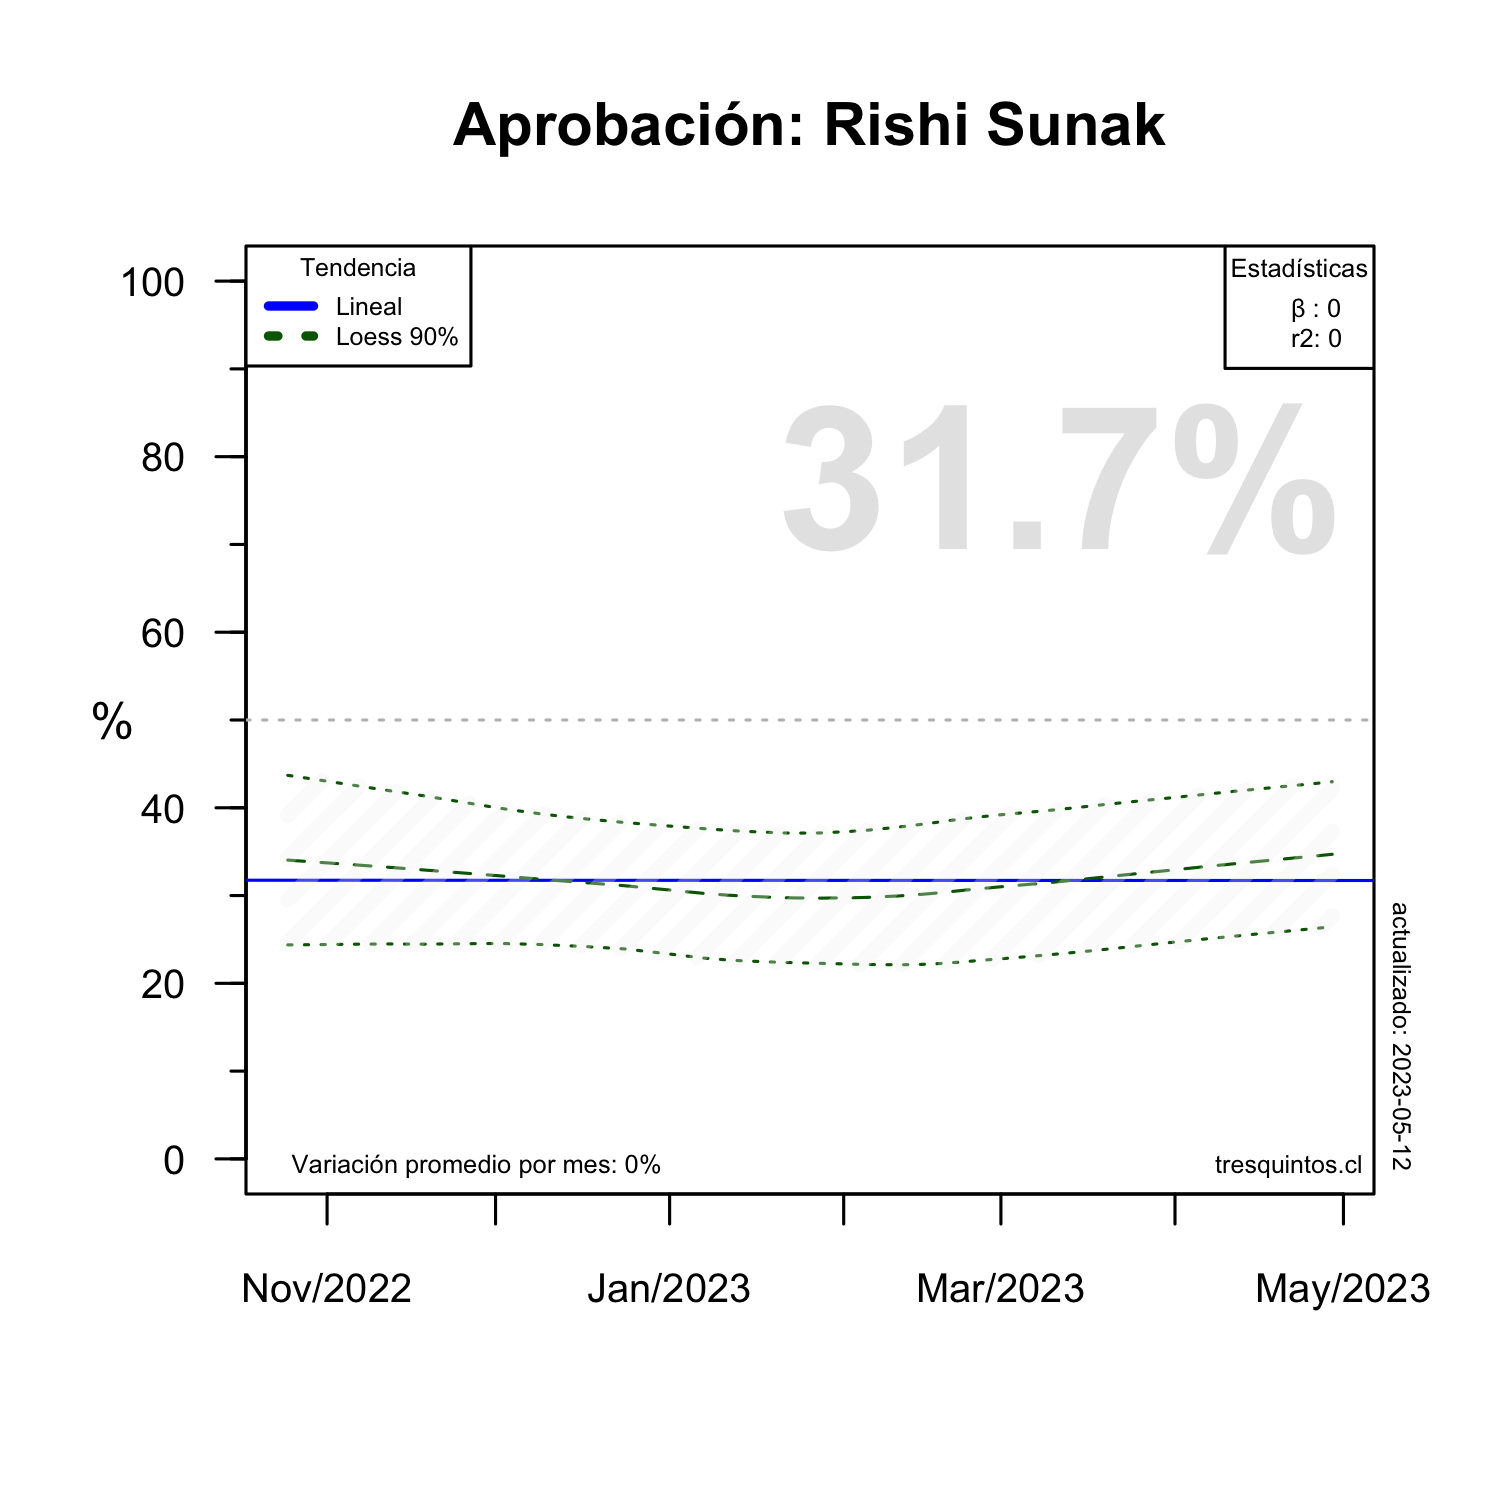 Aprobación: Rishi Sunak
Tendencia
Lineal
Loess 90%
Estadísticas
β : 0
r2: 0
31.7%
100
80
60
%
40
20
0
Variación promedio por mes: 0%
tresquintos.cl
actualizado: 2023-05-12
Nov/2022
Jan/2023
Mar/2023
May/2023